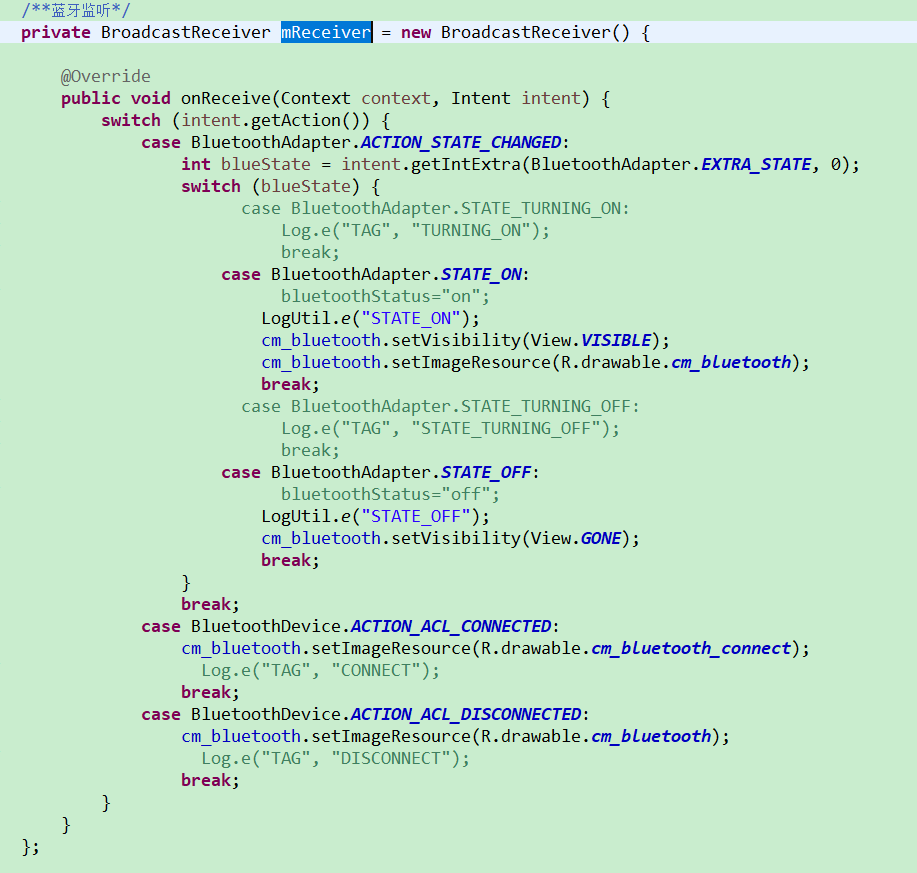 /**蓝牙监听*/
private BroadcastReceiver mReceiver = new BroadcastReceiver() {
@Override
public void onReceive(Context context, Intent intent) {
switch (intent.getAction()) {
case BluetoothAdapter.ACTION_STATE_CHANGED:
int blueState = intent.getIntExtra(BluetoothAdapter.EXTRA_STATE, 0);
switch (blueState) {
case BluetoothAdapter.STATE_TURNING_ON:
Log.e("TAG", "TURNING_ON");
break;
case BluetoothAdapter.STATE_ON:
bluetoothStatus="on";
LogUtil.e("STATE_ON");
cm_bluetooth.setVisibility(View.VISIBLE);
cm_bluetooth.setImageResource(R.drawable.cm_bluetooth);
break;
case BluetoothAdapter.STATE_TURNING_OFF:
Log.e("TAG", "STATE_TURNING_OFF");
break;
case BluetoothAdapter.STATE_OFF:
bluetoothStatus="off";
LogUtil.e("STATE_OFF");
cm_bluetooth.setVisibility(View.GONE);
break;
}
break;
case BluetoothDevice.ACTION_ACL_CONNECTED:
cm_bluetooth.setImageResource(R.drawable.cm_bluetooth_connect);
Log.e("TAG", "CONNECT");
break;
case BluetoothDevice.ACTION_ACL_DISCONNECTED:
cm_bluetooth.setImageResource(R.drawable.cm_bluetooth);
Log.e("TAG", "DISCONNECT");
break;
}
}
};